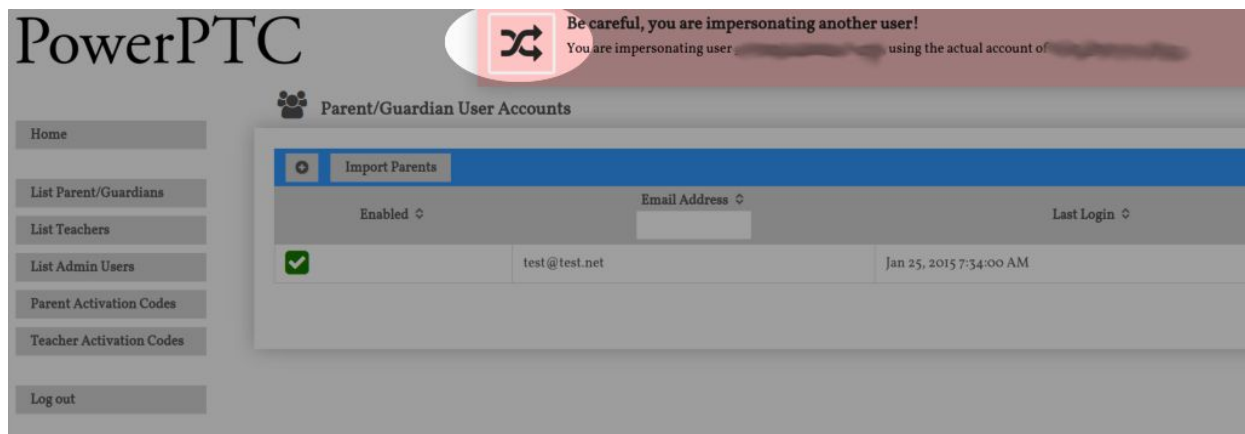 PowerPTC
Be careful, you are impersonating another user!
You are impersonating user using the actual account of
Parent/Guardian User Accounts
Home
List Parent/Guardians
List Teachers
List Admin Users
Parent Activation Codes
Teacher Activation Codes
Log out
Import Parents
Enabled Email Address Last Login
test@test.net Jan 25, 2015 7:34:00 AM